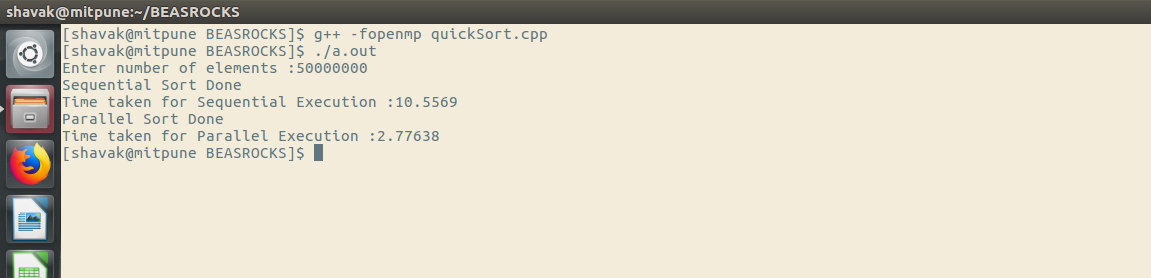 shavak@mitpune:~/BEASROCKS
[shavak@mitpune BEASROCKS]$ g++ -fopenmp quickSort.cpp
[shavak@mitpune BEASROCKS]$ ./a.out
Enter number of elements :50000000
Sequential Sort Done
Time taken for Sequential Execution :10.5569
Parallel Sort Done
Time taken for Parallel Execution :2.77638
[shavak@mitpune BEASROCKS]$